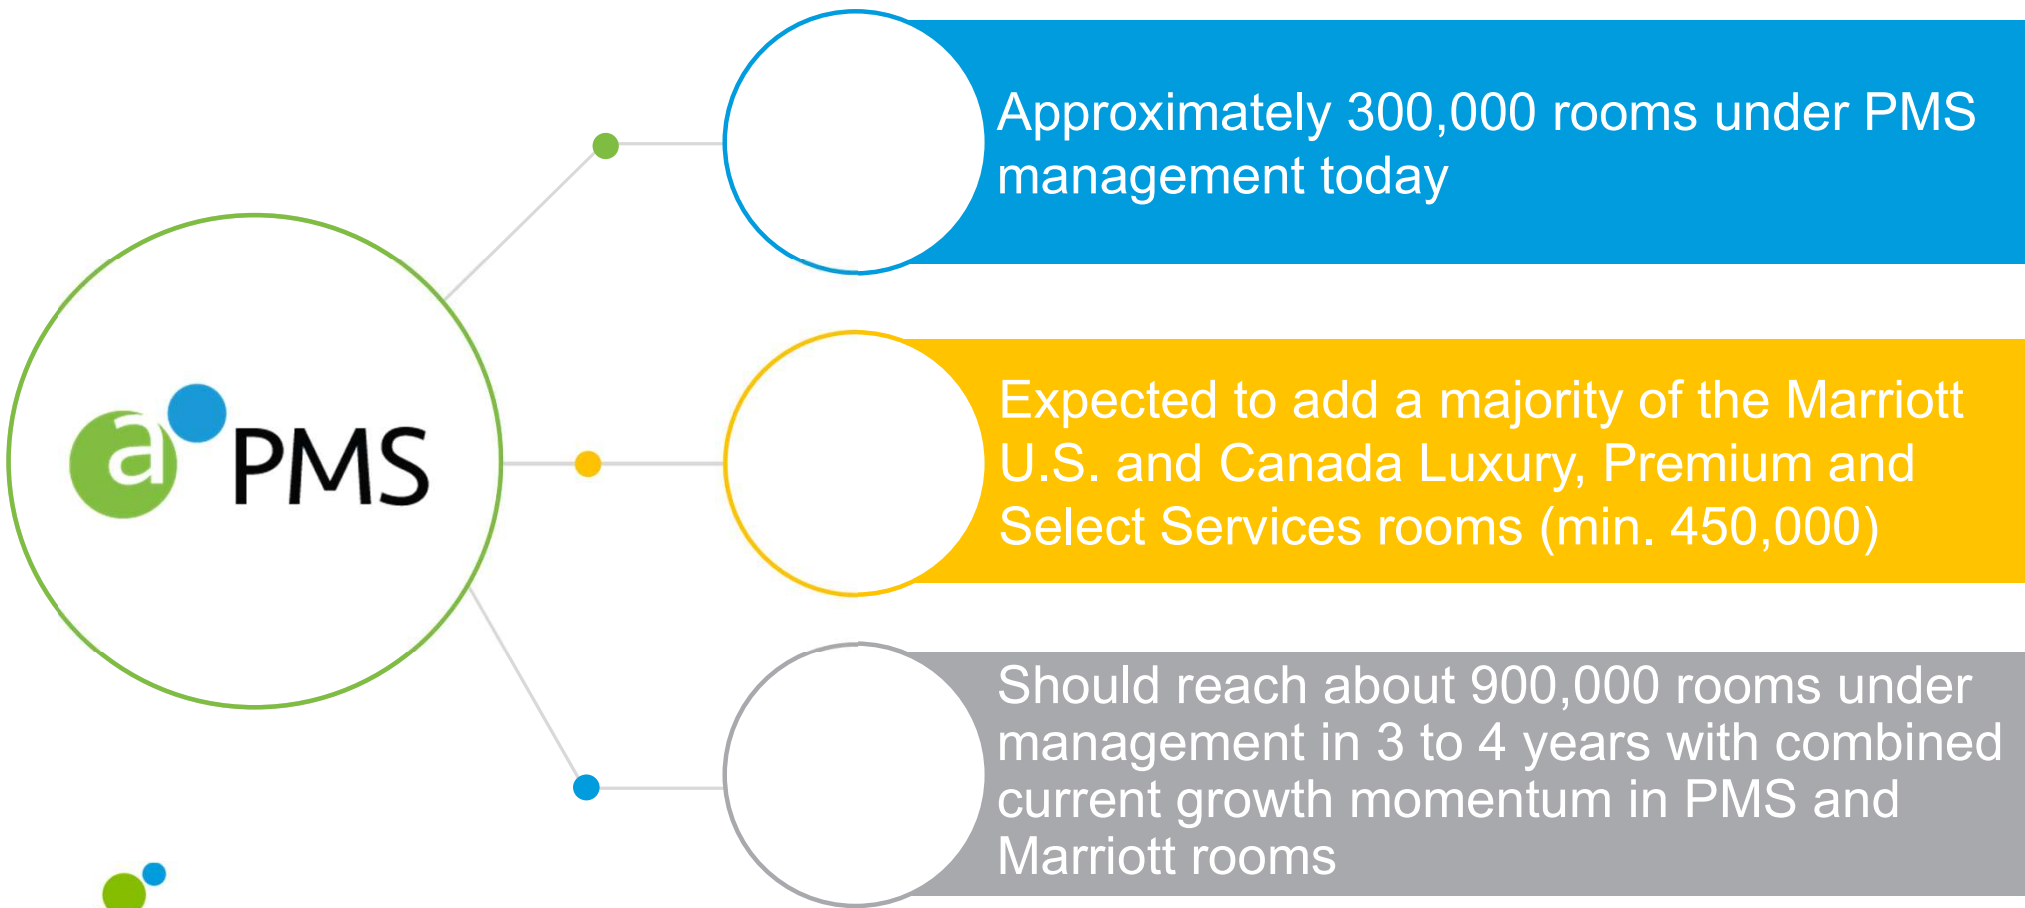 a PMS
Approximately 300,000 rooms under PMS
management today
Expected to add a majority of the Marriott
U.S. and Canada Luxury, Premium and
Select Services rooms (min. 450,000)
Should reach about 900,000 rooms under
management in 3 to 4 years with combined
current growth momentum in PMS and
Marriott rooms